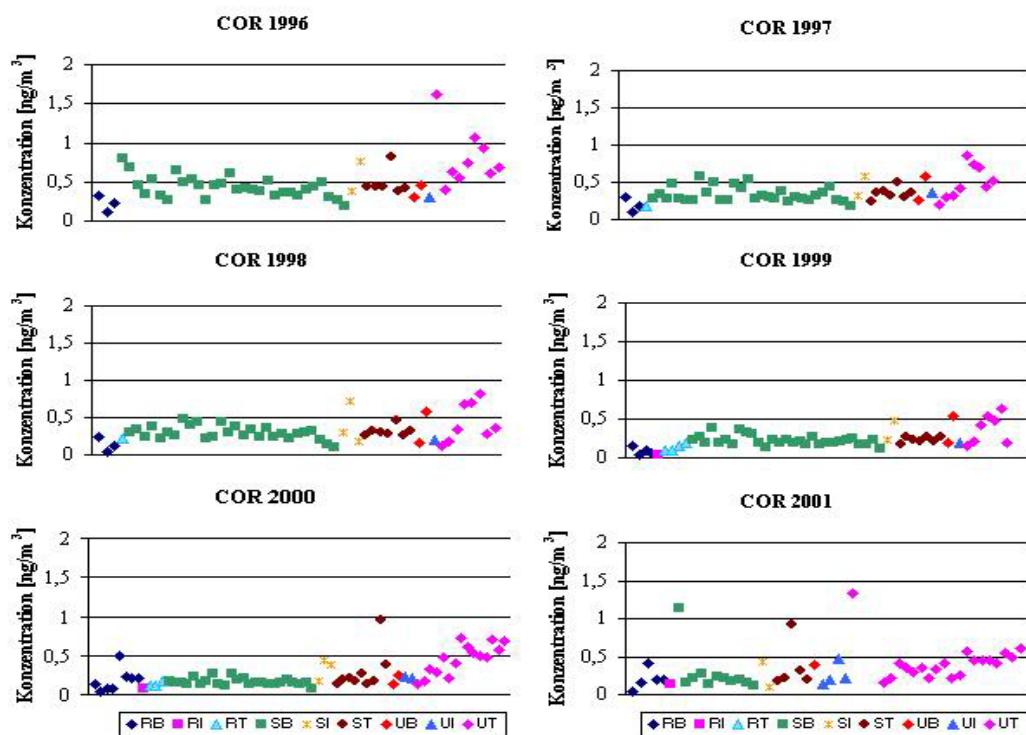 COR 1996
Konzentration [ng/m³]
2
1,5
1
0,5
0
COR 1997
Konzentration [ng/m³]
2
1,5
1
0,5
0
COR 1998
Konzentration [ng/m³]
2
1,5
1
0,5
0
COR 1999
Konzentration [ng/m³]
2
1,5
1
0,5
0
COR 2000
Konzentration [ng/m³]
2
1,5
1
0,5
0
RB RI RT SB SI ST UB UI UT
COR 2001
Konzentration [ng/m³]
2
1,5
1
0,5
0
RB RI RT SB SI ST UB UI UT